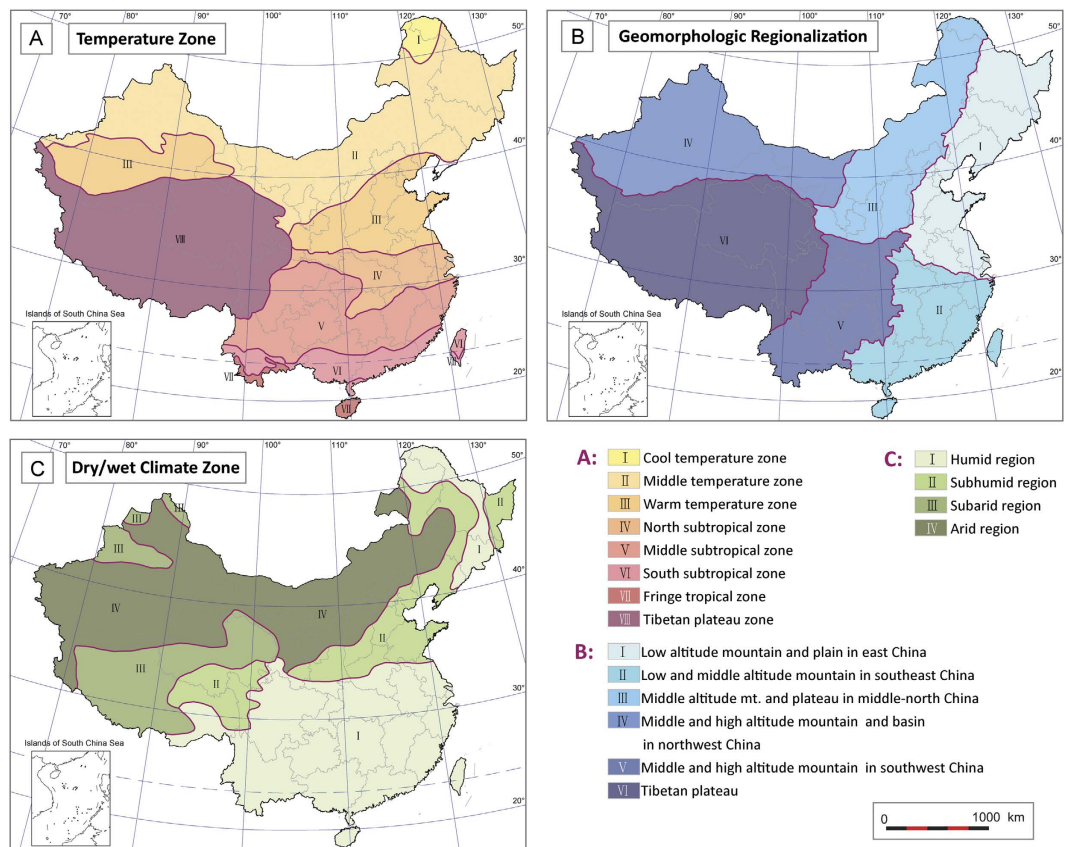 A
Temperature Zone
70°
80°
90°
100°
110°
120°
130°
50°
40°
30°
20°
I
II
III
III
IV
V
VI
VI
VII
VII
VII
VIII
Islands of South China Sea
B
Geomorphologic Regionalization
70°
80°
90°
100°
110°
120°
130°
50°
40°
30°
20°
I
II
III
IV
V
VI
Islands of South China Sea
C
Dry/wet Climate Zone
70°
80°
90°
100°
110°
120°
130°
50°
40°
30°
20°
I
I
II
II
II
III
III
III
III
IV
IV
Islands of South China Sea
A:
I Cool temperature zone
II Middle temperature zone
III Warm temperature zone
IV North subtropical zone
V Middle subtropical zone
VI South subtropical zone
VII Fringe tropical zone
VIII Tibetan plateau zone
B:
I Low altitude mountain and plain in east China
II Low and middle altitude mountain in southeast China
III Middle altitude mt. and plateau in middle-north China
IV Middle and high altitude mountain and basin
in northwest China
V Middle and high altitude mountain in southwest China
VI Tibetan plateau
C:
I Humid region
II Subhumid region
III Subarid region
IV Arid region
0 1000 km